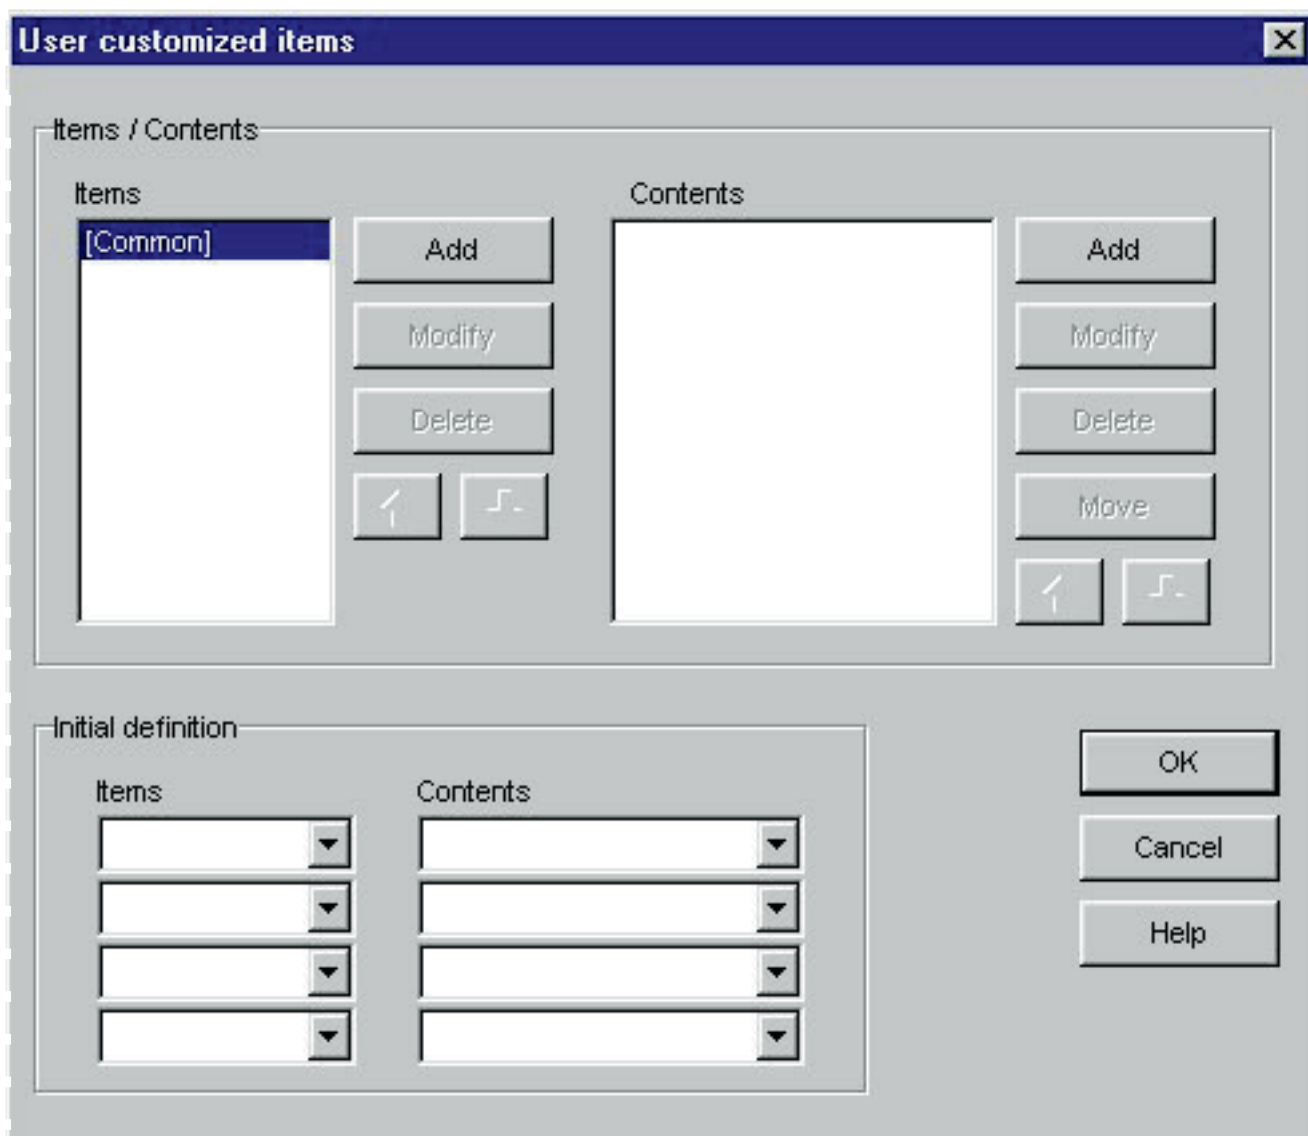 User customized items
Items / Contents
Items
Contents
[Common]
Add
Add
Modify
Modify
Delete
Delete
Move
Initial definition
Items
Contents
OK
Cancel
Help